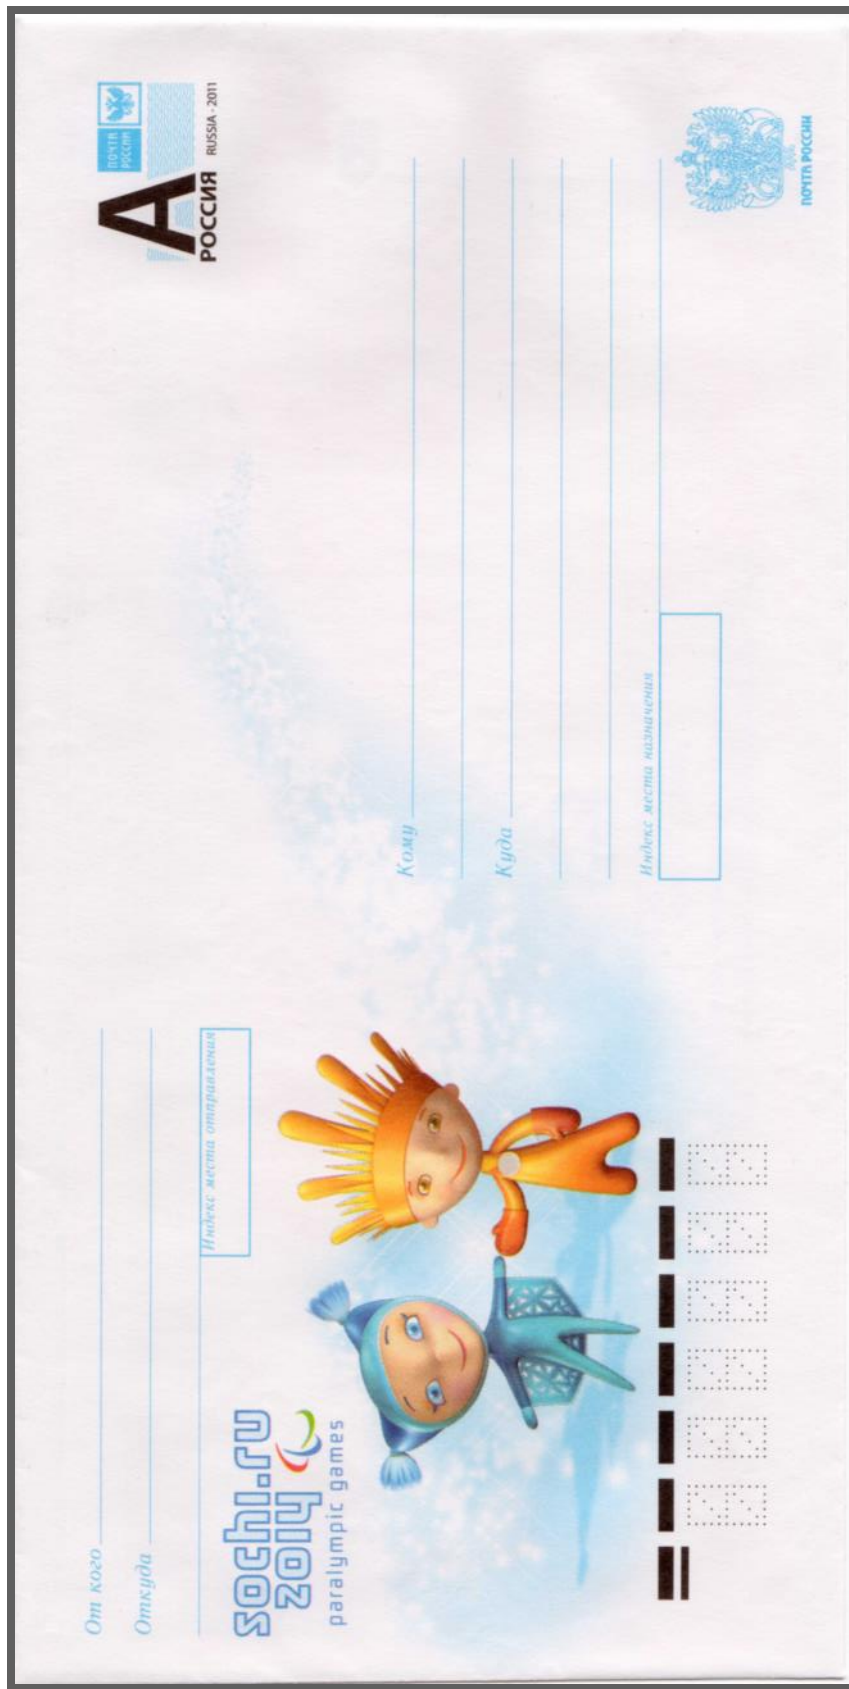 От кого
Откуда
Индекс места отправления
sochi.ru
2014
paralympic games
ПОЧТА
РОССИИ
А
РОССИЯ RUSSIA · 2011
Кому
Куда
Индекс места назначения
ПОЧТА РОССИИ